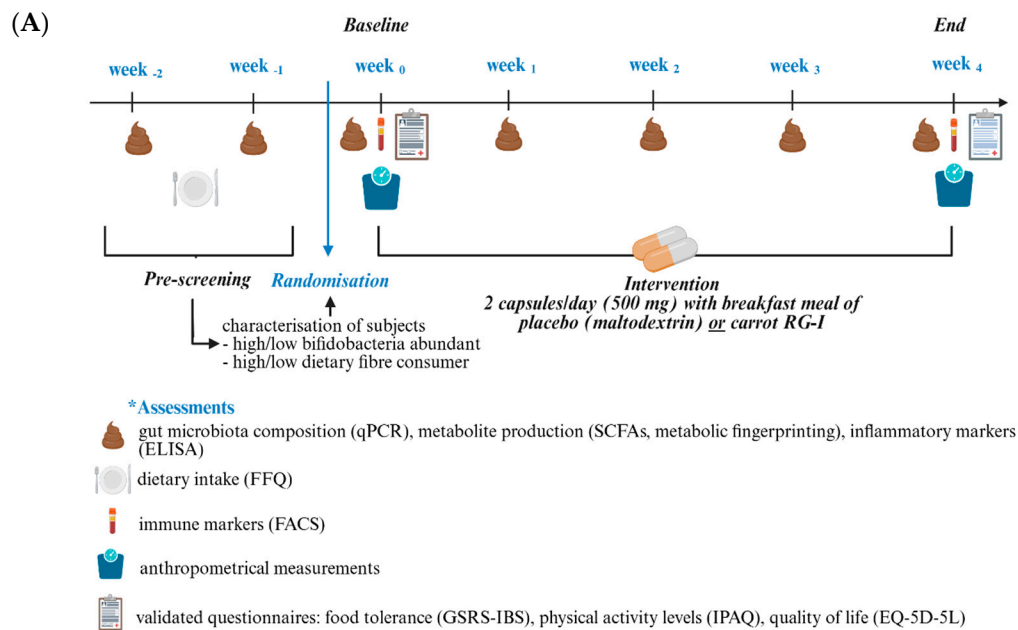 (A)
Baseline
End
week -2
week -1
week 0
week 1
week 2
week 3
week 4
Pre-screening
Randomisation
Intervention
2 capsules/day (500 mg) with breakfast meal of
placebo (maltodextrin) or carrot RG-I
characterisation of subjects
- high/low bifidobacteria abundant
- high/low dietary fibre consumer
*Assessments
gut microbiota composition (qPCR), metabolite production (SCFAs, metabolic fingerprinting), inflammatory markers
(ELISA)
dietary intake (FFQ)
immune markers (FACS)
anthropometrical measurements
validated questionnaires: food tolerance (GSRS-IBS), physical activity levels (IPAQ), quality of life (EQ-5D-5L)